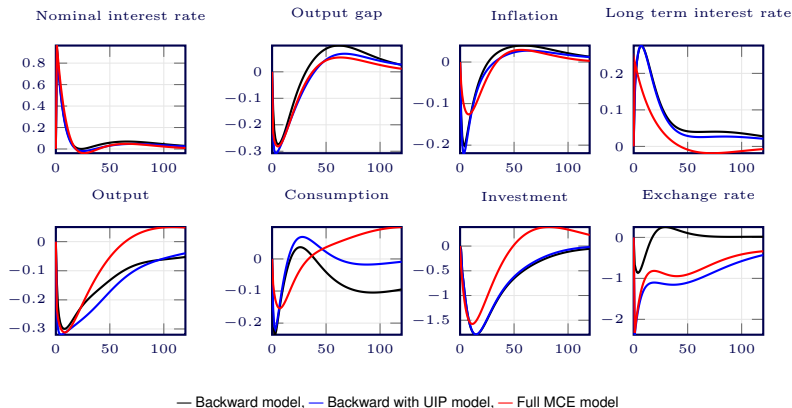 Nominal interest rate Output gap Inflation Long term interest rate
0.8
0.6
0.4
0.2
0
0 50 100
0
−0.1
−0.2
−0.3
0 50 100
0
−0.1
−0.2
0 50 100
0.2
0.1
0
0 50 100
Output Consumption Investment Exchange rate
0
−0.1
−0.2
−0.3
0 50 100
0
−0.1
−0.2
0 50 100
0
−0.5
−1
−1.5
0 50 100
0
−1
−2
0 50 100
— Backward model, — Backward with UIP model, — Full MCE model